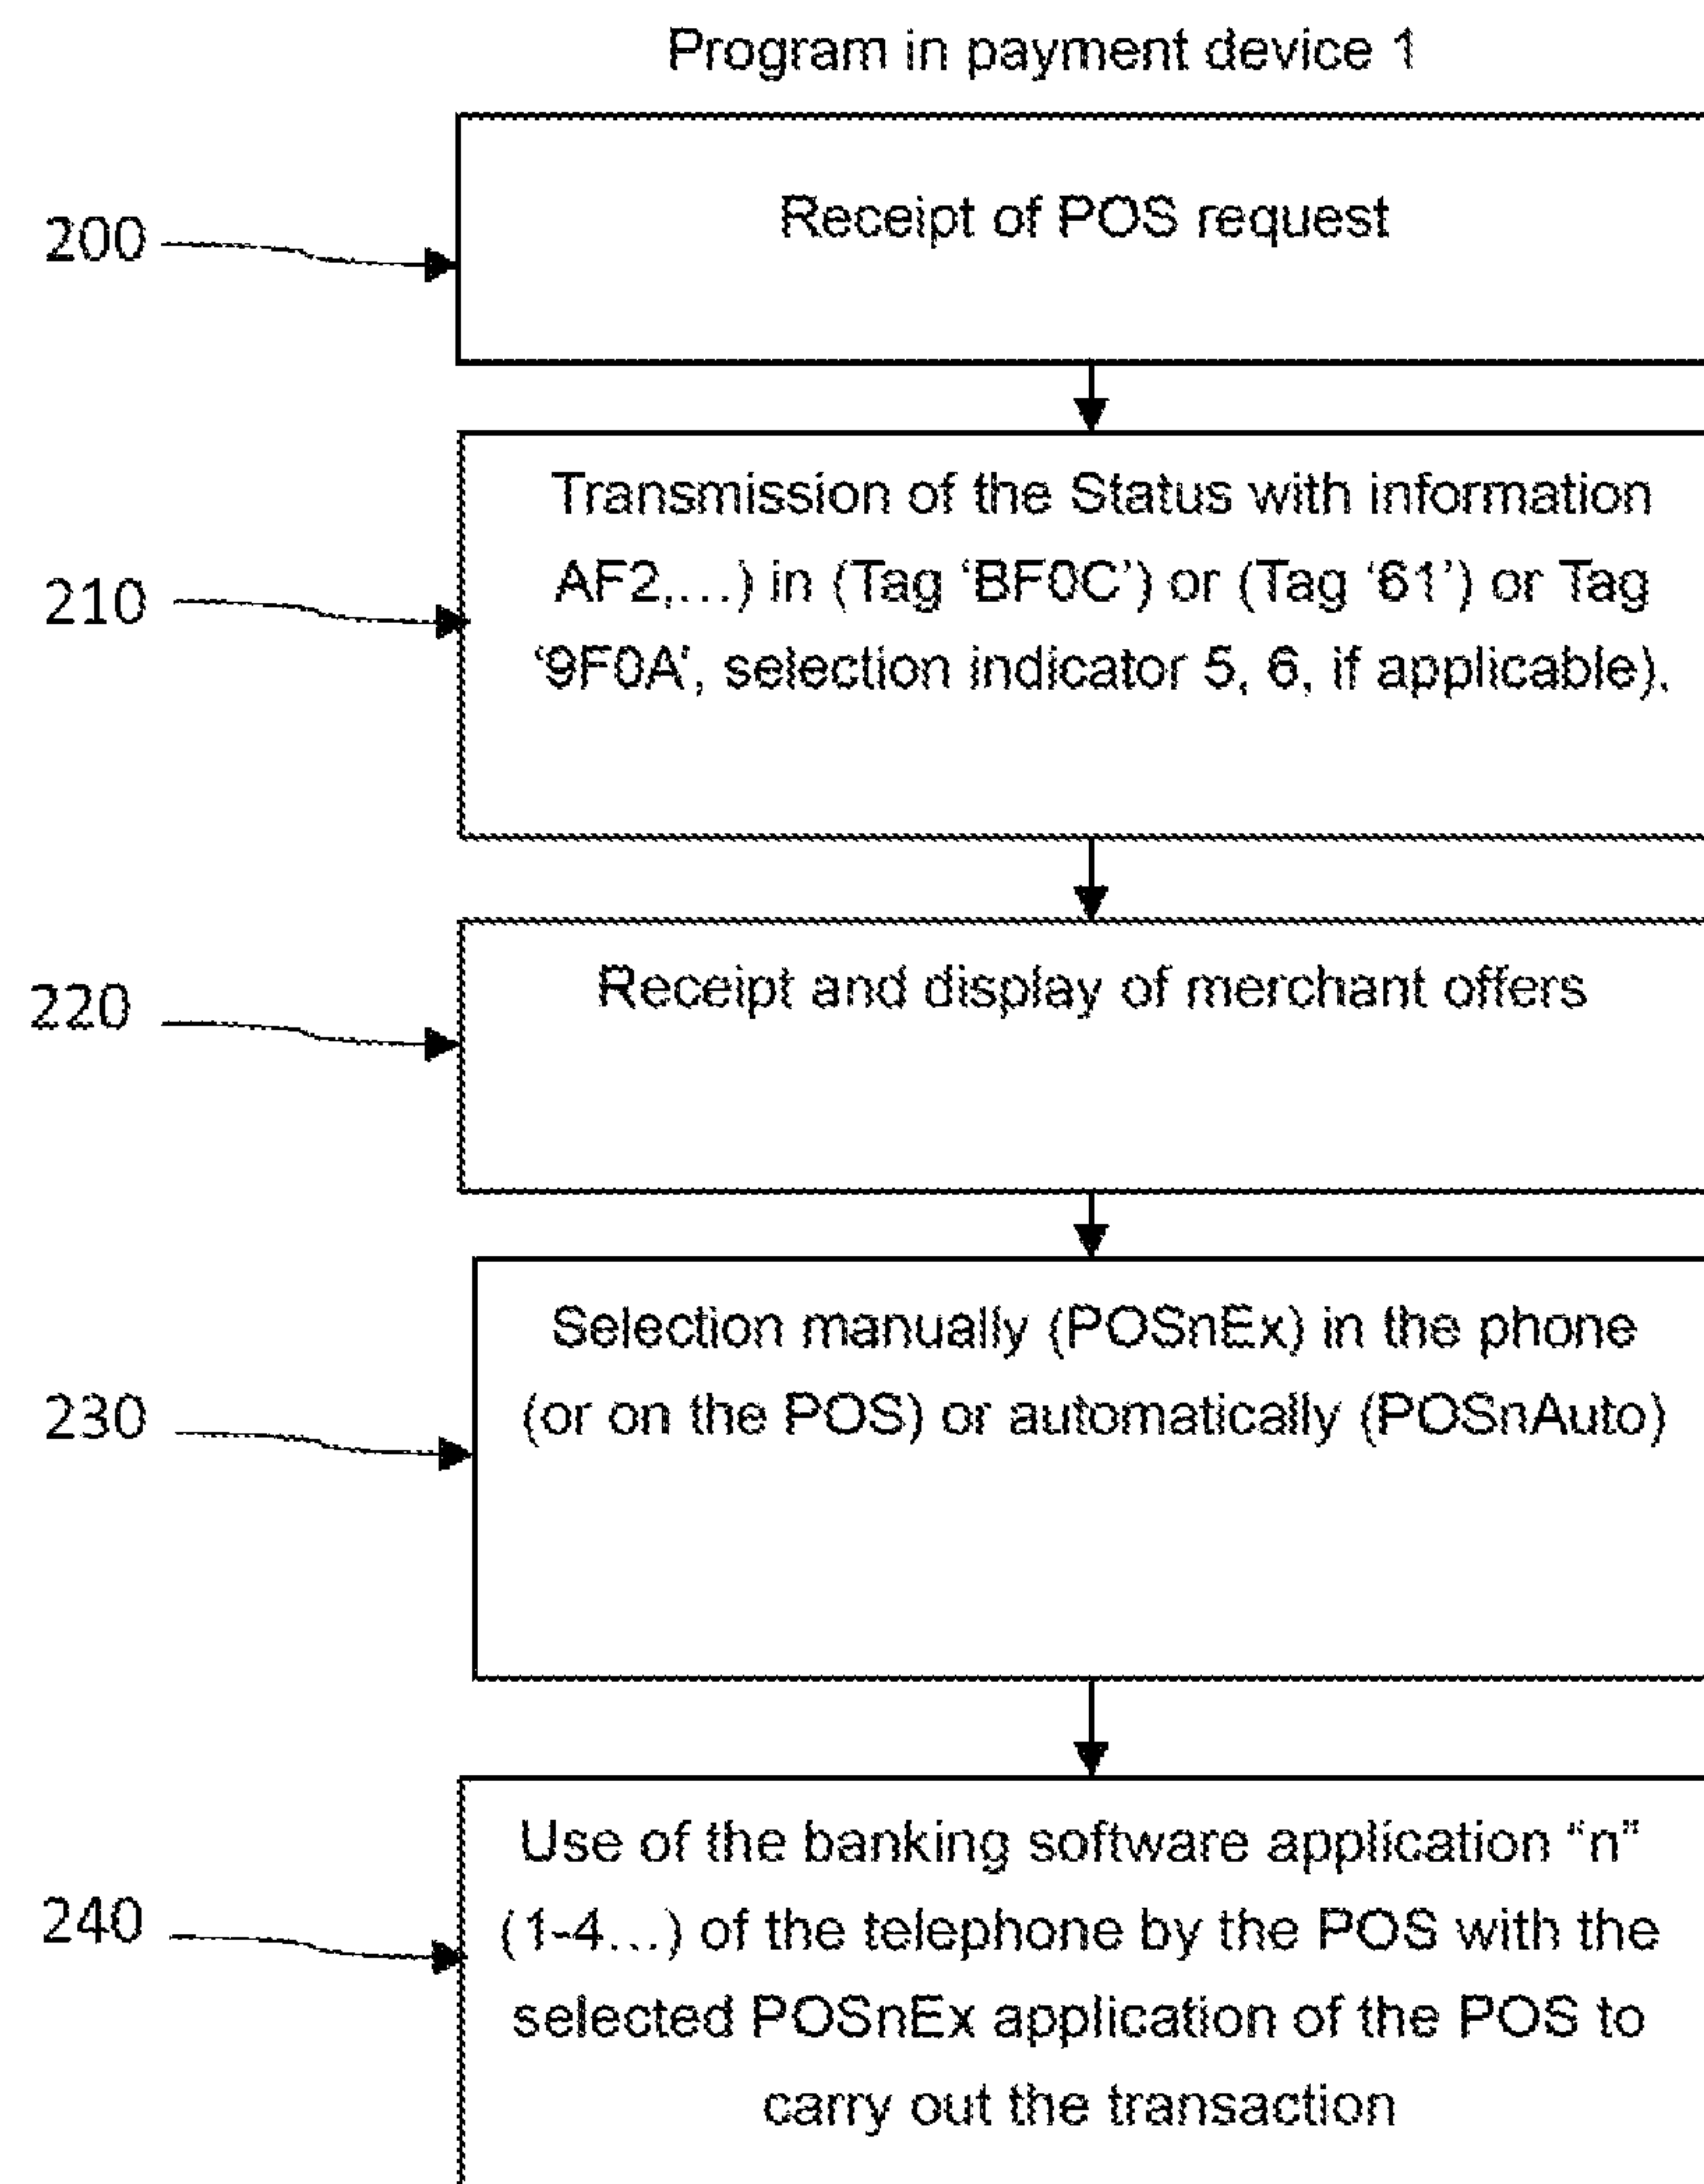 Program in payment device 1
200
Receipt of POS request
210
Transmission of the Status with information
AF2,…) in (Tag ‘BF0C’) or (Tag ‘61’) or Tag
‘9F0A’, selection indicator 5, 6, if applicable).
220
Receipt and display of merchant offers
230
Selection manually (POSnEx) in the phone
(or on the POS) or automatically (POSnAuto)
240
Use of the banking software application “n”
(1-4…) of the telephone by the POS with the
selected POSnEx application of the POS to
carry out the transaction